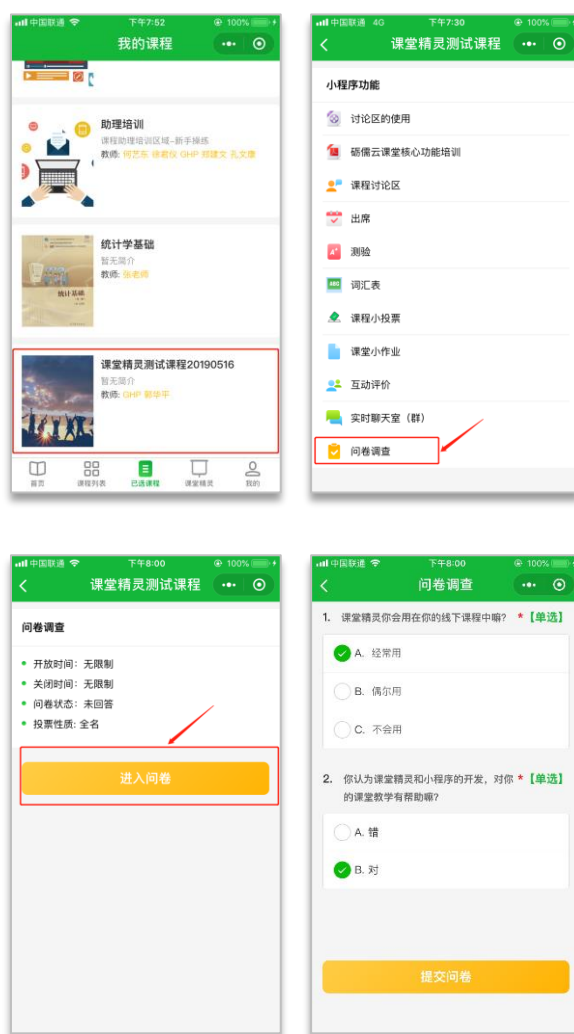 中国联通
下午7:52
100%
我的课程
助理培训
课程助理培训区域-新手操练
统计学基础
暂无简介
教师: 张老师
统计基础
课堂精灵测试课程20190516
暂无简介
教师: GHP 郭华平
首页
课程列表
已选课程
课堂精灵
我的
中国联通 4G
下午7:30
100%
课堂精灵测试课程
小程序功能
讨论区的使用
砺儒云课堂核心功能培训
课程讨论区
出席
测验
词汇表
课程小投票
课堂小作业
互动评价
实时聊天室(群)
问卷调查
中国联通
下午8:00
100%
课堂精灵测试课程
问卷调查
开放时间:无限制
关闭时间:无限制
问卷状态:未回答
投票性质: 全名
进入问卷
中国联通
下午8:00
100%
问卷调查
1. 课堂精灵你会用在你的线下课程中嘛? *【单选】
A. 经常用
B. 偶尔用
C. 不会用
2. 你认为课堂精灵和小程序的开发,对你 *【单选】
的课堂教学有帮助嘛?
A. 错
B. 对
提交问卷